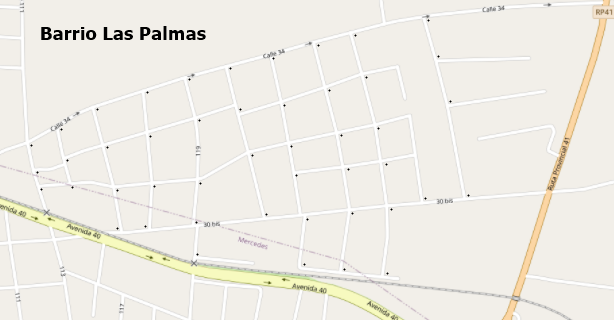 Barrio Las Palmas
111
Calle 34
Calle 34
Calle 34
RP41
119
Ruta Provincial 41
30 bis
30 bis
Mercedes
Avenida 40
Avenida 40
Avenida 40
Avenida 40
113
117